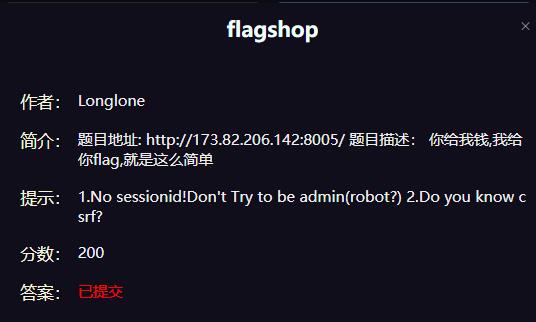 flagshop
×
作者： Longlone
简介： 题目地址: http://173.82.206.142:8005/ 题目描述： 你给我钱,我给
你flag,就是这么简单
提示： 1.No sessionid!Don't Try to be admin(robot?) 2.Do you know c
srf?
分数： 200
答案： 已提交